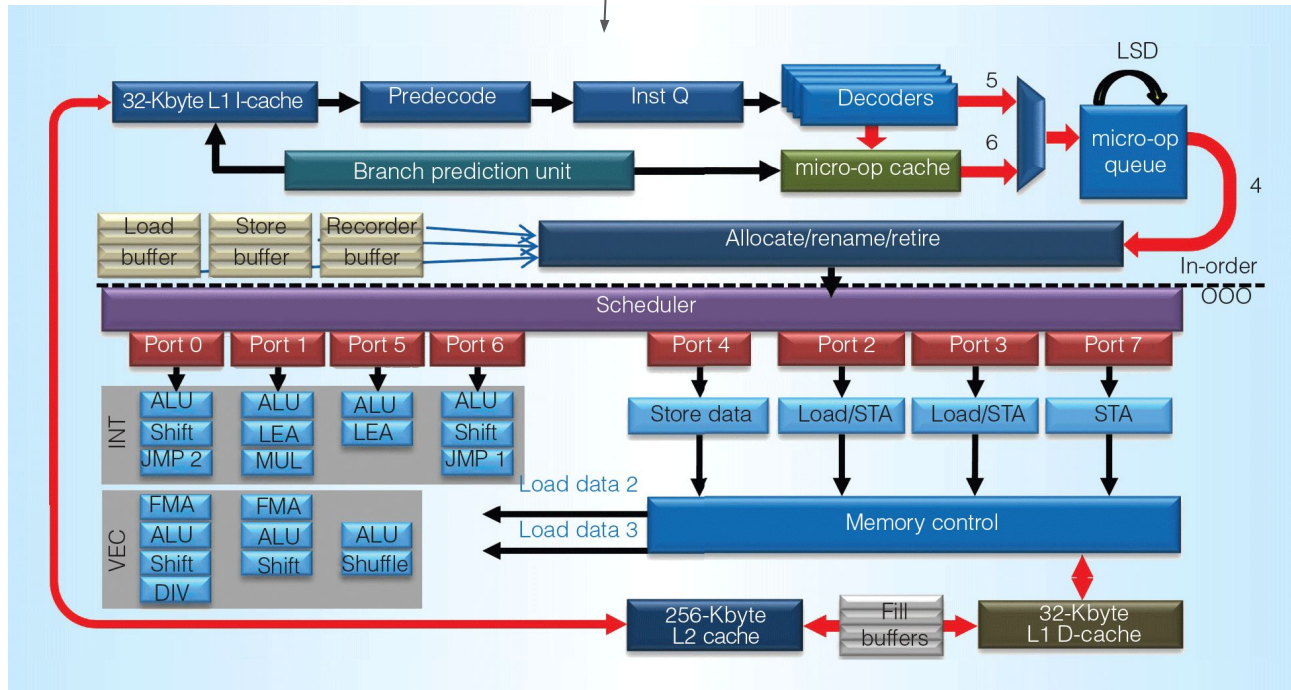 LSD
32-Kbyte L1 I-cache
Predecode
Inst Q
Decoders
5
6
micro-op
queue
4
Branch prediction unit
micro-op cache
Load
buffer
Store
buffer
Recorder
buffer
Allocate/rename/retire
In-order
OOO
Scheduler
Port 0
Port 1
Port 5
Port 6
Port 4
Port 2
Port 3
Port 7
INT
ALU
Shift
JMP 2
ALU
LEA
MUL
ALU
LEA
ALU
Shift
JMP 1
Store data
Load/STA
Load/STA
STA
VEC
FMA
ALU
Shift
DIV
FMA
ALU
Shift
ALU
Shuffle
Load data 2
Load data 3
Memory control
256-Kbyte
L2 cache
Fill
buffers
32-Kbyte
L1 D-cache